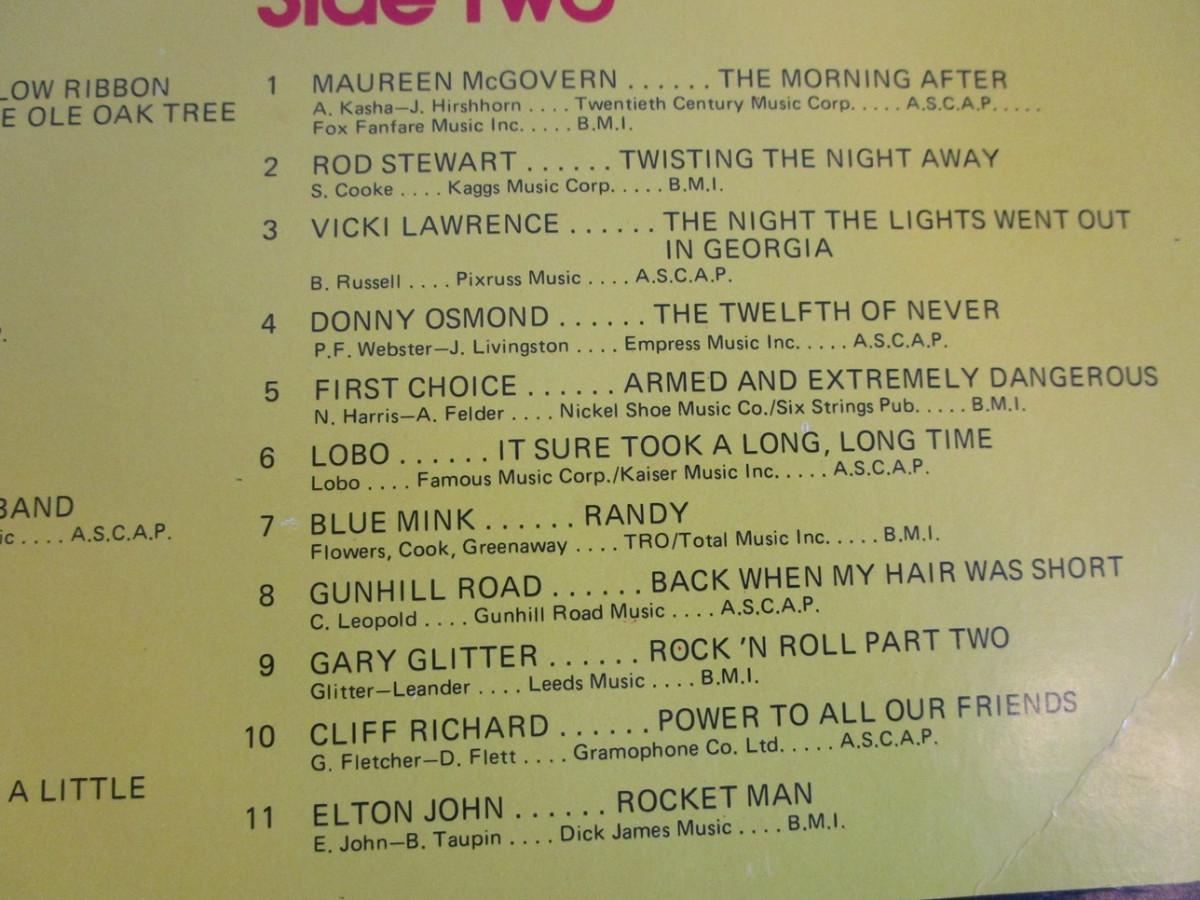 Side Two
LOW RIBBON
E OLE OAK TREE
BAND
ic .... A.S.C.A.P.
A LITTLE
1 MAUREEN McGOVERN ...... THE MORNING AFTER
A. Kasha—J. Hirshhorn .... Twentieth Century Music Corp. .... A.S.C.A.P. ....
Fox Fanfare Music Inc. .... B.M.I.
2 ROD STEWART ...... TWISTING THE NIGHT AWAY
S. Cooke .... Kaggs Music Corp. .... B.M.I.
3 VICKI LAWRENCE ...... THE NIGHT THE LIGHTS WENT OUT
IN GEORGIA
B. Russell .... Pixruss Music .... A.S.C.A.P.
4 DONNY OSMOND ...... THE TWELFTH OF NEVER
P.F. Webster—J. Livingston .... Empress Music Inc. .... A.S.C.A.P.
5 FIRST CHOICE ...... ARMED AND EXTREMELY DANGEROUS
N. Harris—A. Felder .... Nickel Shoe Music Co./Six Strings Pub. .... B.M.I.
6 LOBO ...... IT SURE TOOK A LONG, LONG TIME
Lobo .... Famous Music Corp./Kaiser Music Inc. .... A.S.C.A.P.
7 BLUE MINK ...... RANDY
Flowers, Cook, Greenaway .... TRO/Total Music Inc. .... B.M.I.
8 GUNHILL ROAD ...... BACK WHEN MY HAIR WAS SHORT
C. Leopold .... Gunhill Road Music .... A.S.C.A.P.
9 GARY GLITTER ...... ROCK 'N ROLL PART TWO
Glitter—Leander .... Leeds Music .... B.M.I.
10 CLIFF RICHARD ...... POWER TO ALL OUR FRIENDS
G. Fletcher—D. Flett .... Gramophone Co. Ltd. .... A.S.C.A.P.
11 ELTON JOHN ...... ROCKET MAN
E. John—B. Taupin .... Dick James Music .... B.M.I.